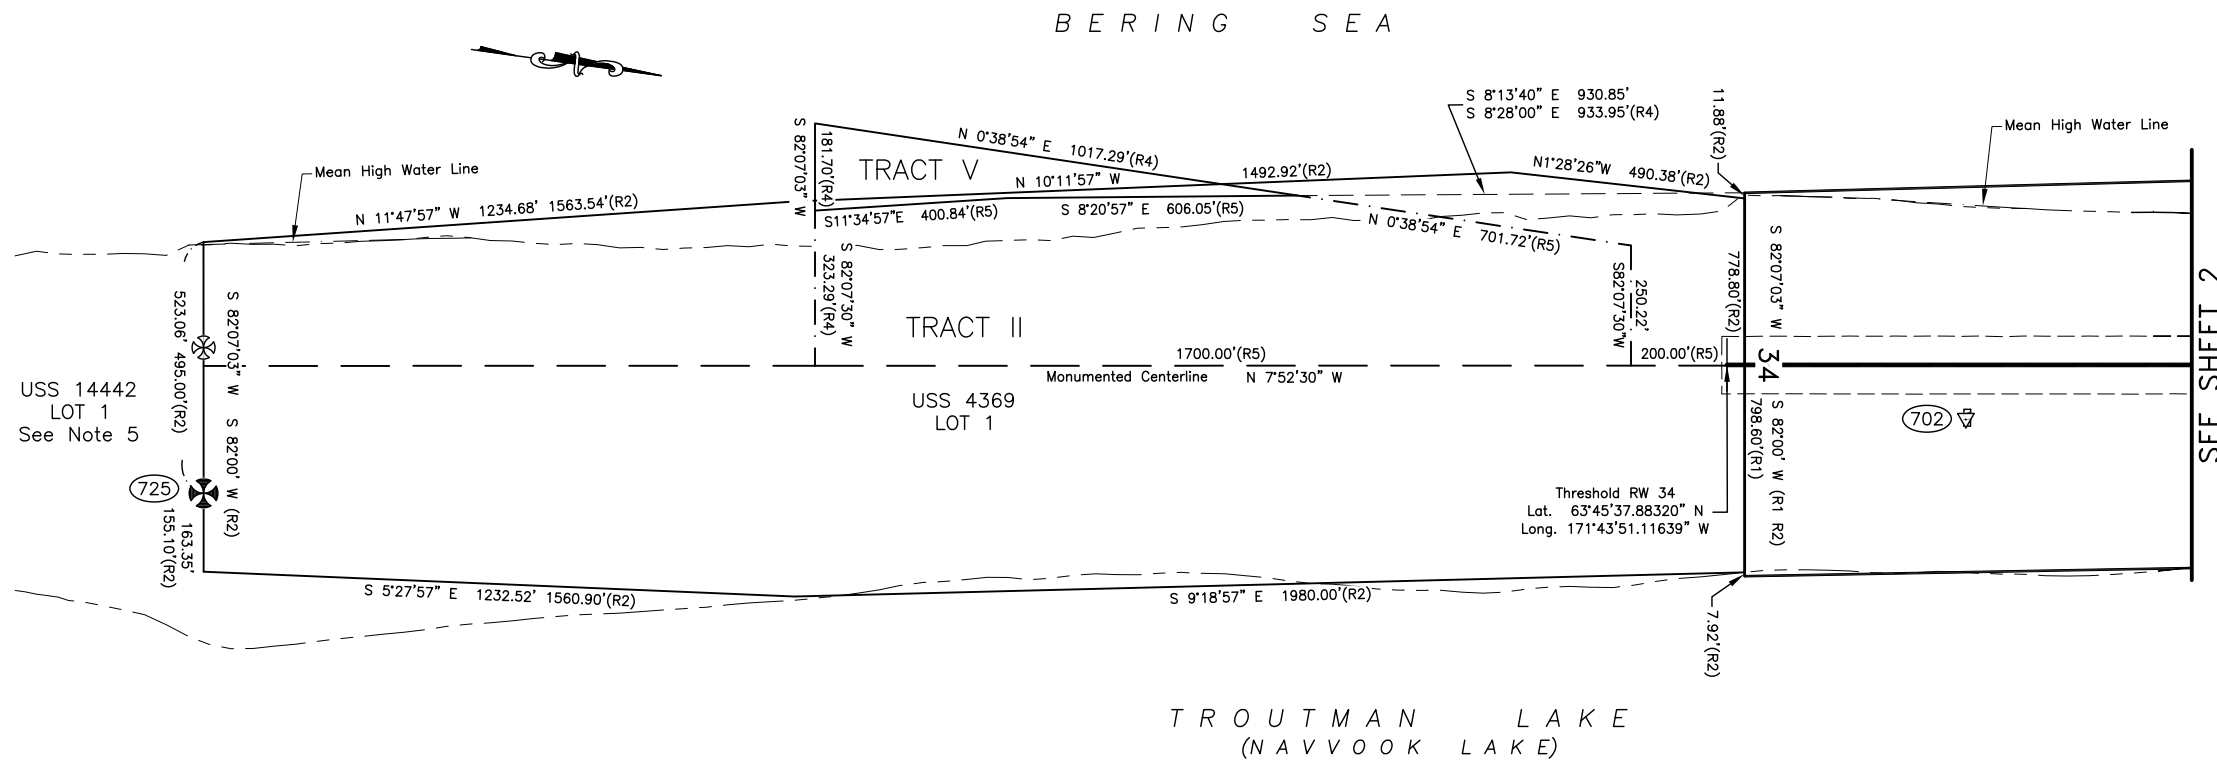 BERING SEA
S 8°13'40" E 930.85'
S 8°28'00" E 933.95'(R4)
11.88'(R2)
Mean High Water Line
Mean High Water Line
N 11°47'57" W 1234.68' 1563.54'(R2)
S 82°07'03" W
181.70'(R4)
N 0°38'54" E 1017.29'(R4)
TRACT V
N 10°11'57" W
1492.92'(R2)
N1°28'26"W 490.38'(R2)
S11°34'57"E 400.84'(R5)
S 8°20'57" E 606.05'(R5)
N 0°38'54" E 701.72'(R5)
S 82°07'30" W
323.29'(R4)
TRACT II
S82°07'30"W
250.22'
778.80'(R2)
S 82°07'03" W
S 82°07'03" W
523.06' 495.00'(R2)
1700.00'(R5)
200.00'(R5)
Monumented Centerline N 7°52'30" W
34
SEE SHEET 2
USS 14442
LOT 1
See Note 5
USS 4369
LOT 1
702
S 82°00' W (R1 R2)
798.60'(R1)
S 82°00' W (R2)
725
163.35'
155.10'(R2)
Threshold RW 34
Lat. 63°45'37.88320" N
Long. 171°43'51.11639" W
S 5°27'57" E 1232.52' 1560.90'(R2)
S 9°18'57" E 1980.00'(R2)
7.92'(R2)
TROUTMAN LAKE
(NAVVOOK LAKE)